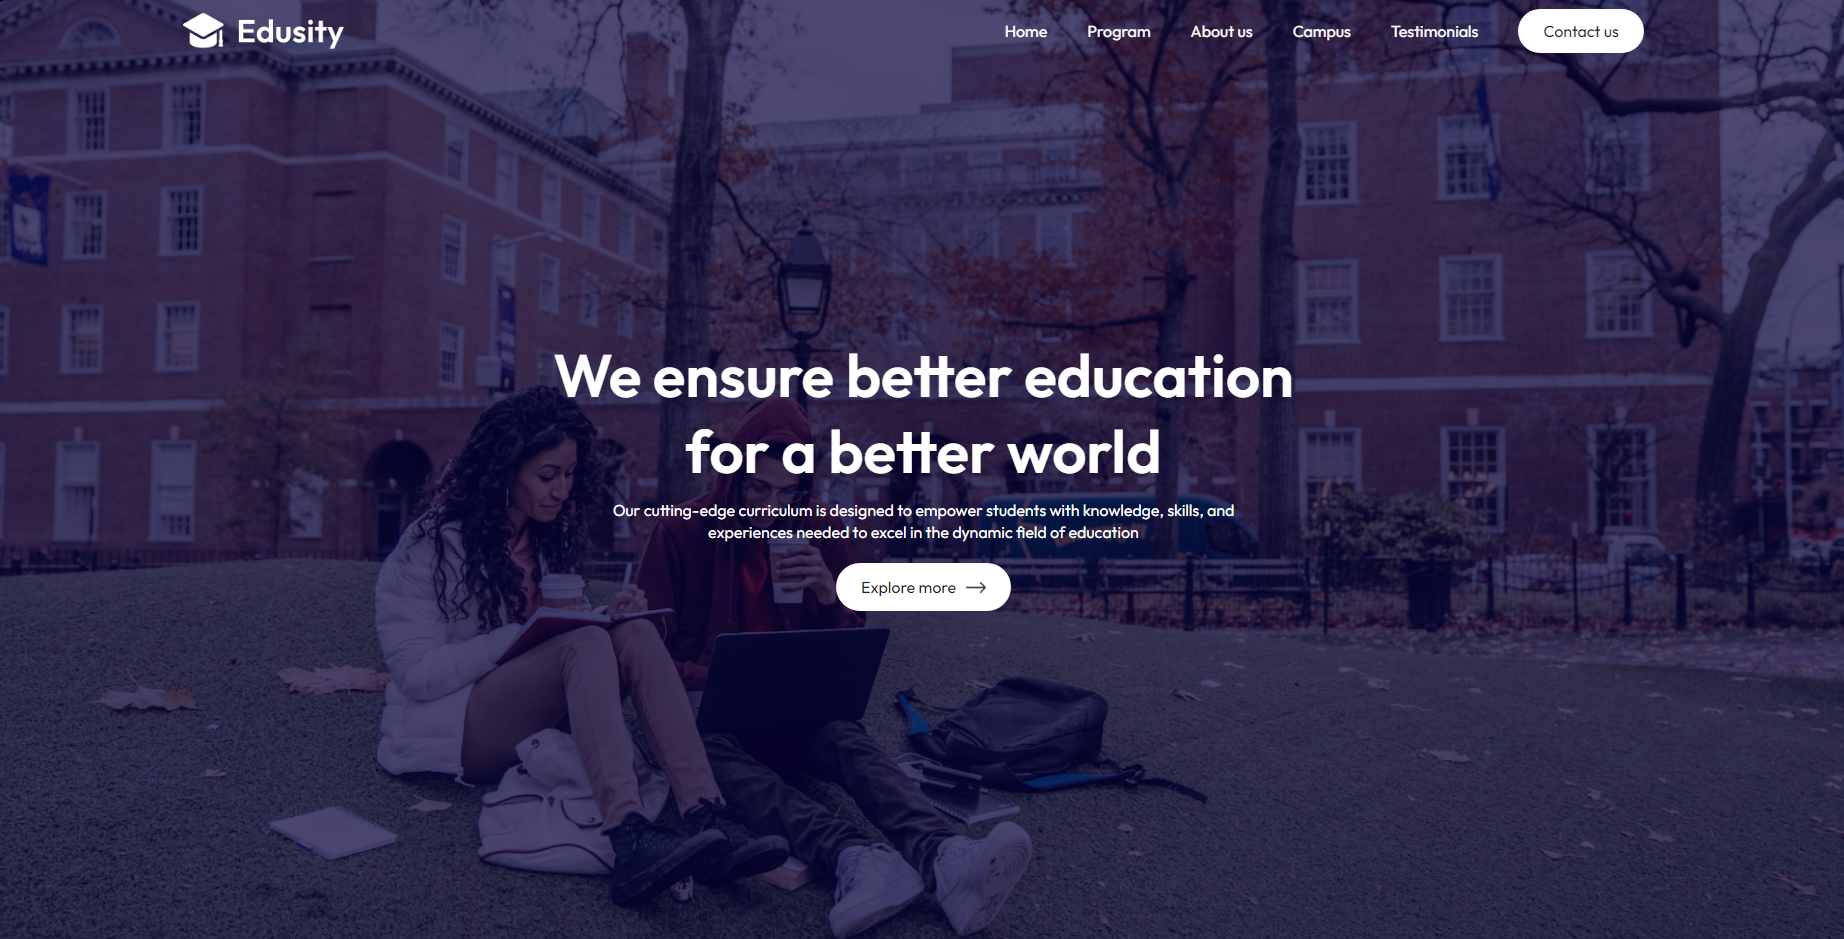 Edusity
Home
Program
About us
Campus
Testimonials
Contact us
We ensure better education
for a better world
Our cutting-edge curriculum is designed to empower students with knowledge, skills, and
experiences needed to excel in the dynamic field of education
Explore more